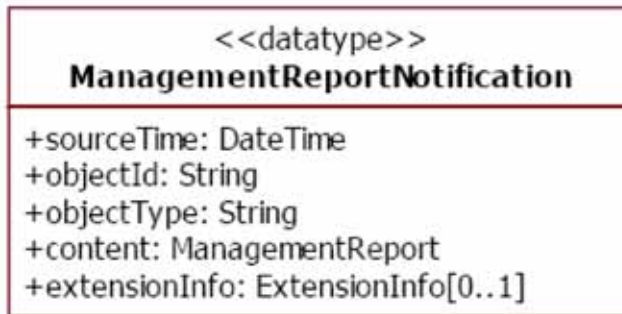 <<datatype>>
ManagementReportNotification
+sourceTime: DateTime
+objectId: String
+objectType: String
+content: ManagementReport
+extensionInfo: ExtensionInfo[0..1]